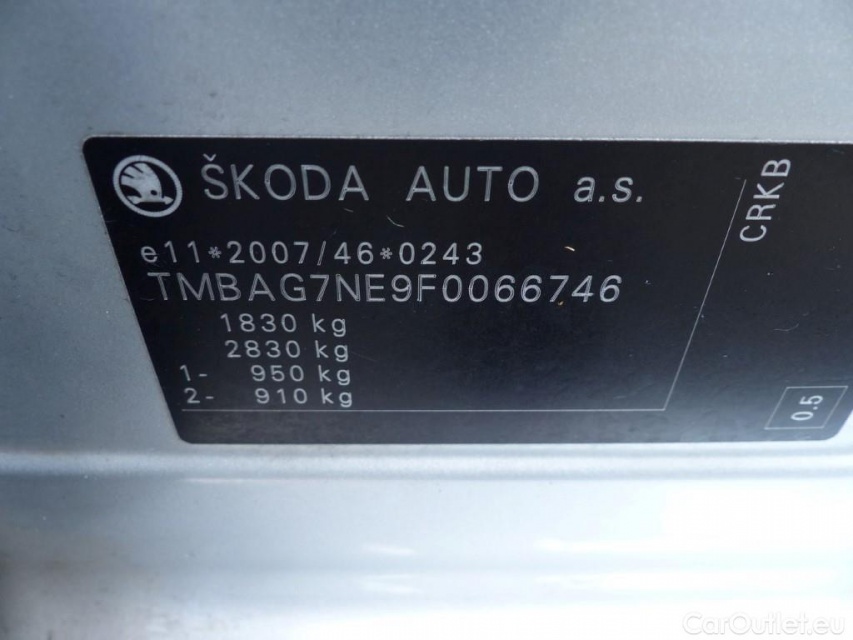 ŠKODA AUTO a.s.
e11*2007/46*0243
TMBAG7NE9F0066746
1830 kg
2830 kg
1- 950 kg
2- 910 kg
CRKB
0.5
CarOutlet.eu